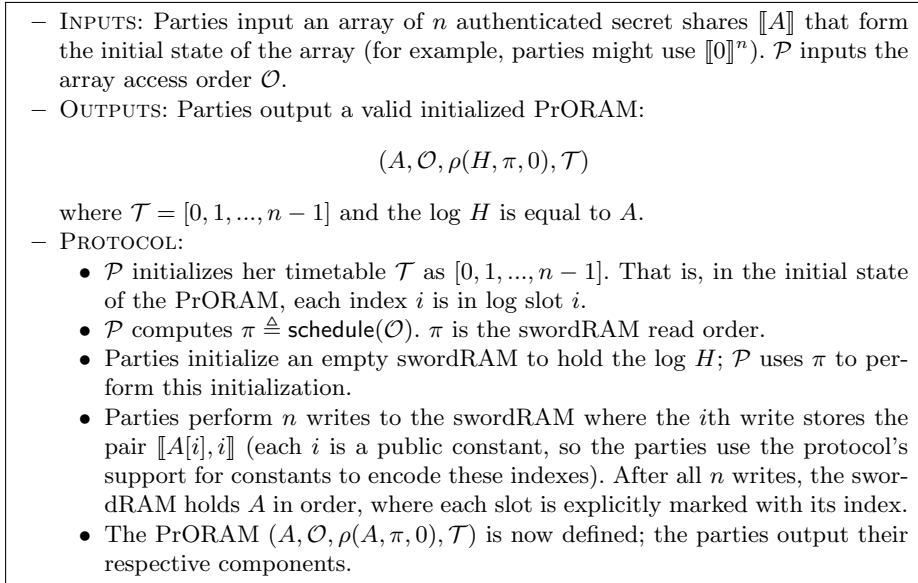 – INPUTS: Parties input an array of n authenticated secret shares ⟦A⟧ that form
the initial state of the array (for example, parties might use ⟦0⟧ⁿ). 𝒫 inputs the
array access order 𝒪.
– OUTPUTS: Parties output a valid initialized PrORAM:
(A, 𝒪, ρ(H, π, 0), 𝒯)
where 𝒯 = [0, 1, ..., n − 1] and the log H is equal to A.
– PROTOCOL:
• 𝒫 initializes her timetable 𝒯 as [0, 1, ..., n − 1]. That is, in the initial state
of the PrORAM, each index i is in log slot i.
• 𝒫 computes π ≜ schedule(𝒪). π is the swordRAM read order.
• Parties initialize an empty swordRAM to hold the log H; 𝒫 uses π to per-
form this initialization.
• Parties perform n writes to the swordRAM where the ith write stores the
pair ⟦A[i], i⟧ (each i is a public constant, so the parties use the protocol's
support for constants to encode these indexes). After all n writes, the swor-
dRAM holds A in order, where each slot is explicitly marked with its index.
• The PrORAM (A, 𝒪, ρ(A, π, 0), 𝒯) is now defined; the parties output their
respective components.